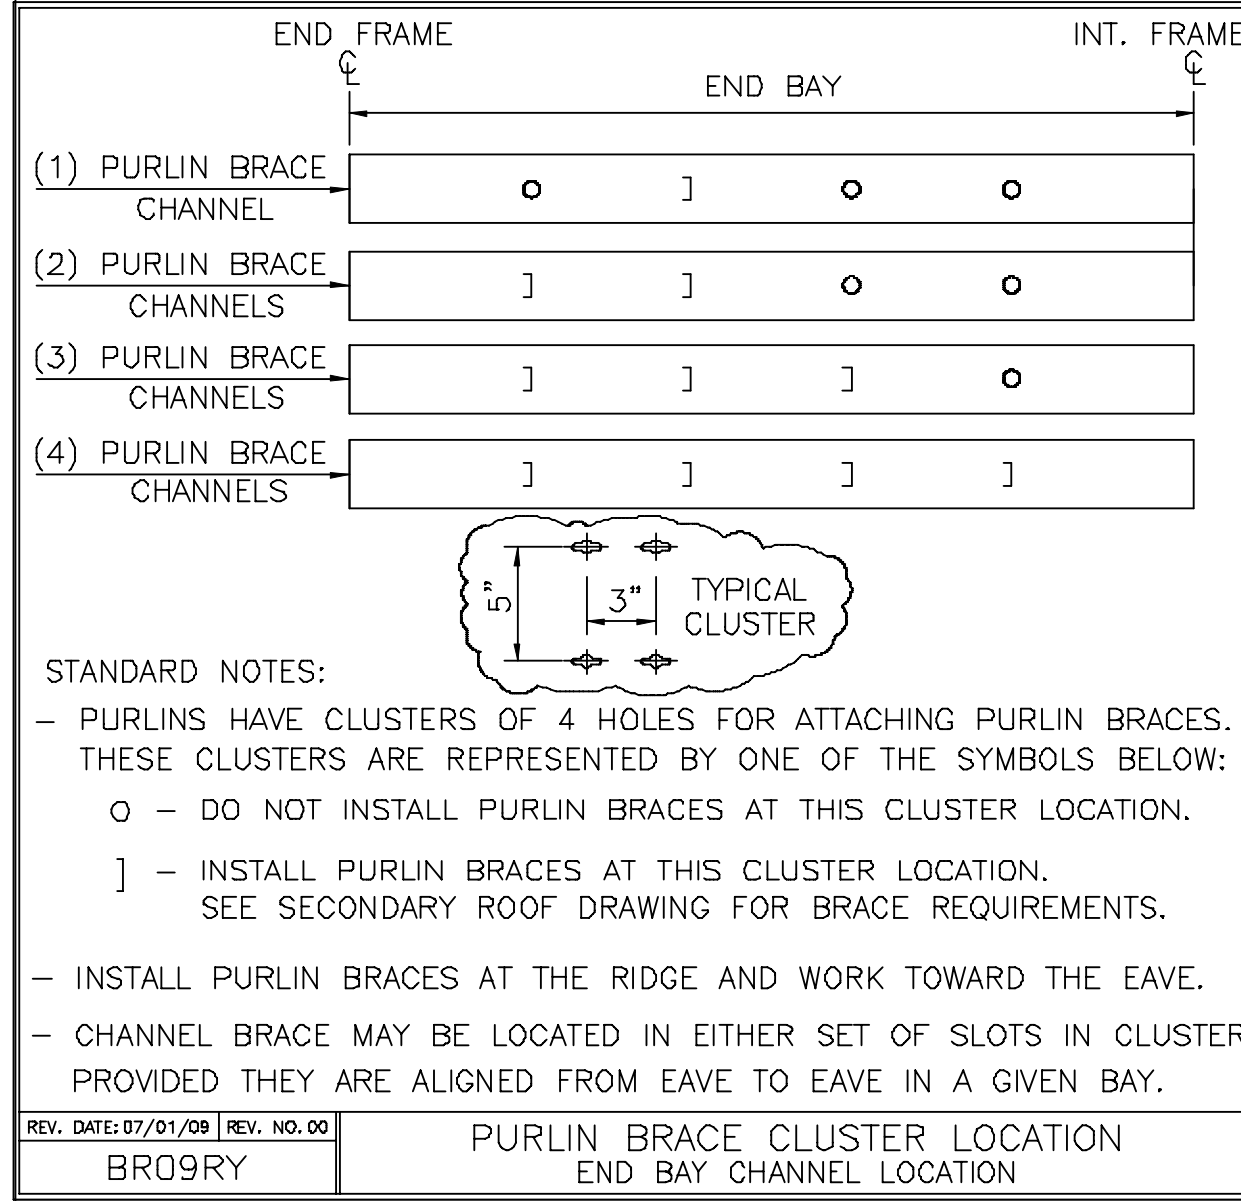 END FRAME
INT. FRAME
℄
℄
END BAY
(1) PURLIN BRACE
CHANNEL
(2) PURLIN BRACE
CHANNELS
(3) PURLIN BRACE
CHANNELS
(4) PURLIN BRACE
CHANNELS
5"
3"
TYPICAL
CLUSTER
STANDARD NOTES:
– PURLINS HAVE CLUSTERS OF 4 HOLES FOR ATTACHING PURLIN BRACES.
THESE CLUSTERS ARE REPRESENTED BY ONE OF THE SYMBOLS BELOW:
O – DO NOT INSTALL PURLIN BRACES AT THIS CLUSTER LOCATION.
] – INSTALL PURLIN BRACES AT THIS CLUSTER LOCATION.
SEE SECONDARY ROOF DRAWING FOR BRACE REQUIREMENTS.
– INSTALL PURLIN BRACES AT THE RIDGE AND WORK TOWARD THE EAVE.
– CHANNEL BRACE MAY BE LOCATED IN EITHER SET OF SLOTS IN CLUSTER
PROVIDED THEY ARE ALIGNED FROM EAVE TO EAVE IN A GIVEN BAY.
REV. DATE: 07/01/09 REV. NO. 00
BR09RY
PURLIN BRACE CLUSTER LOCATION
END BAY CHANNEL LOCATION